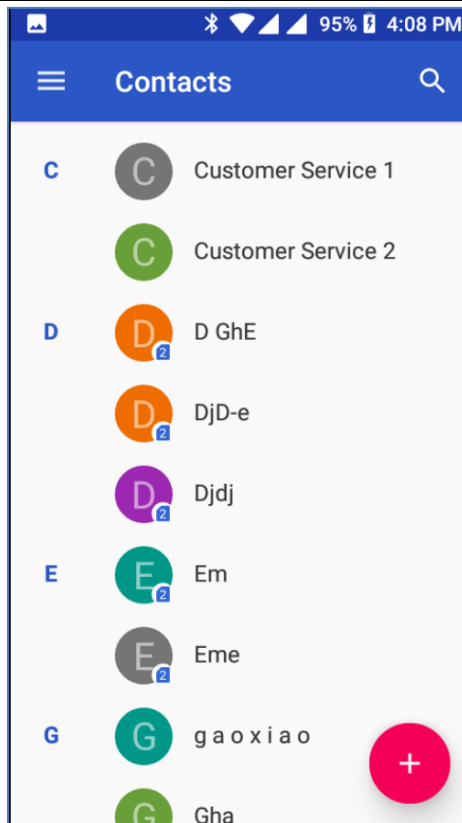 95% 4:08 PM
Contacts
C C Customer Service 1
C Customer Service 2
D D 2 D GhE
D 2 DjD-e
D 2 Djdj
E E 2 Em
E 2 Eme
G G g a o x i a o
G Gha